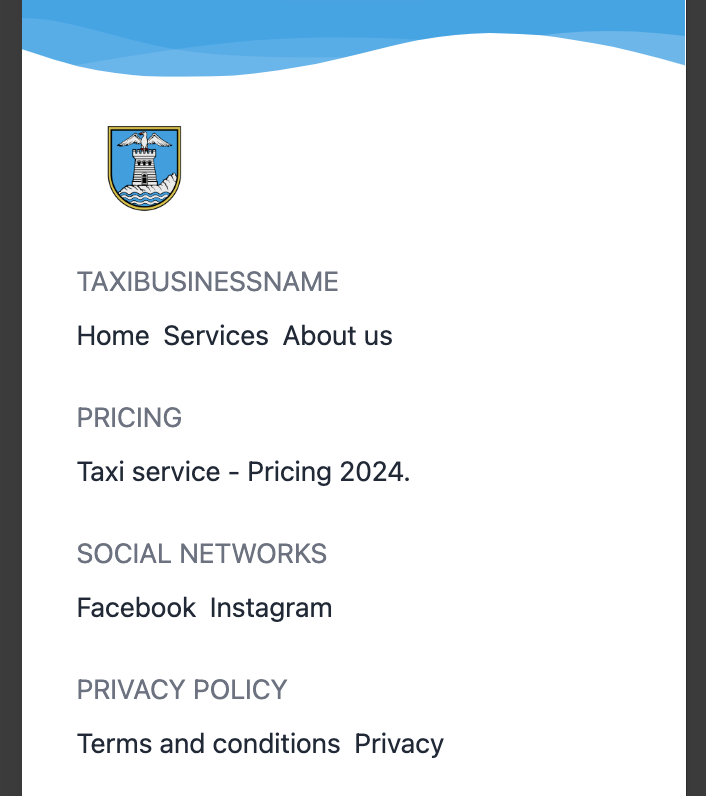 TAXIBUSINESSNAME
Home Services About us
PRICING
Taxi service - Pricing 2024.
SOCIAL NETWORKS
Facebook Instagram
PRIVACY POLICY
Terms and conditions Privacy